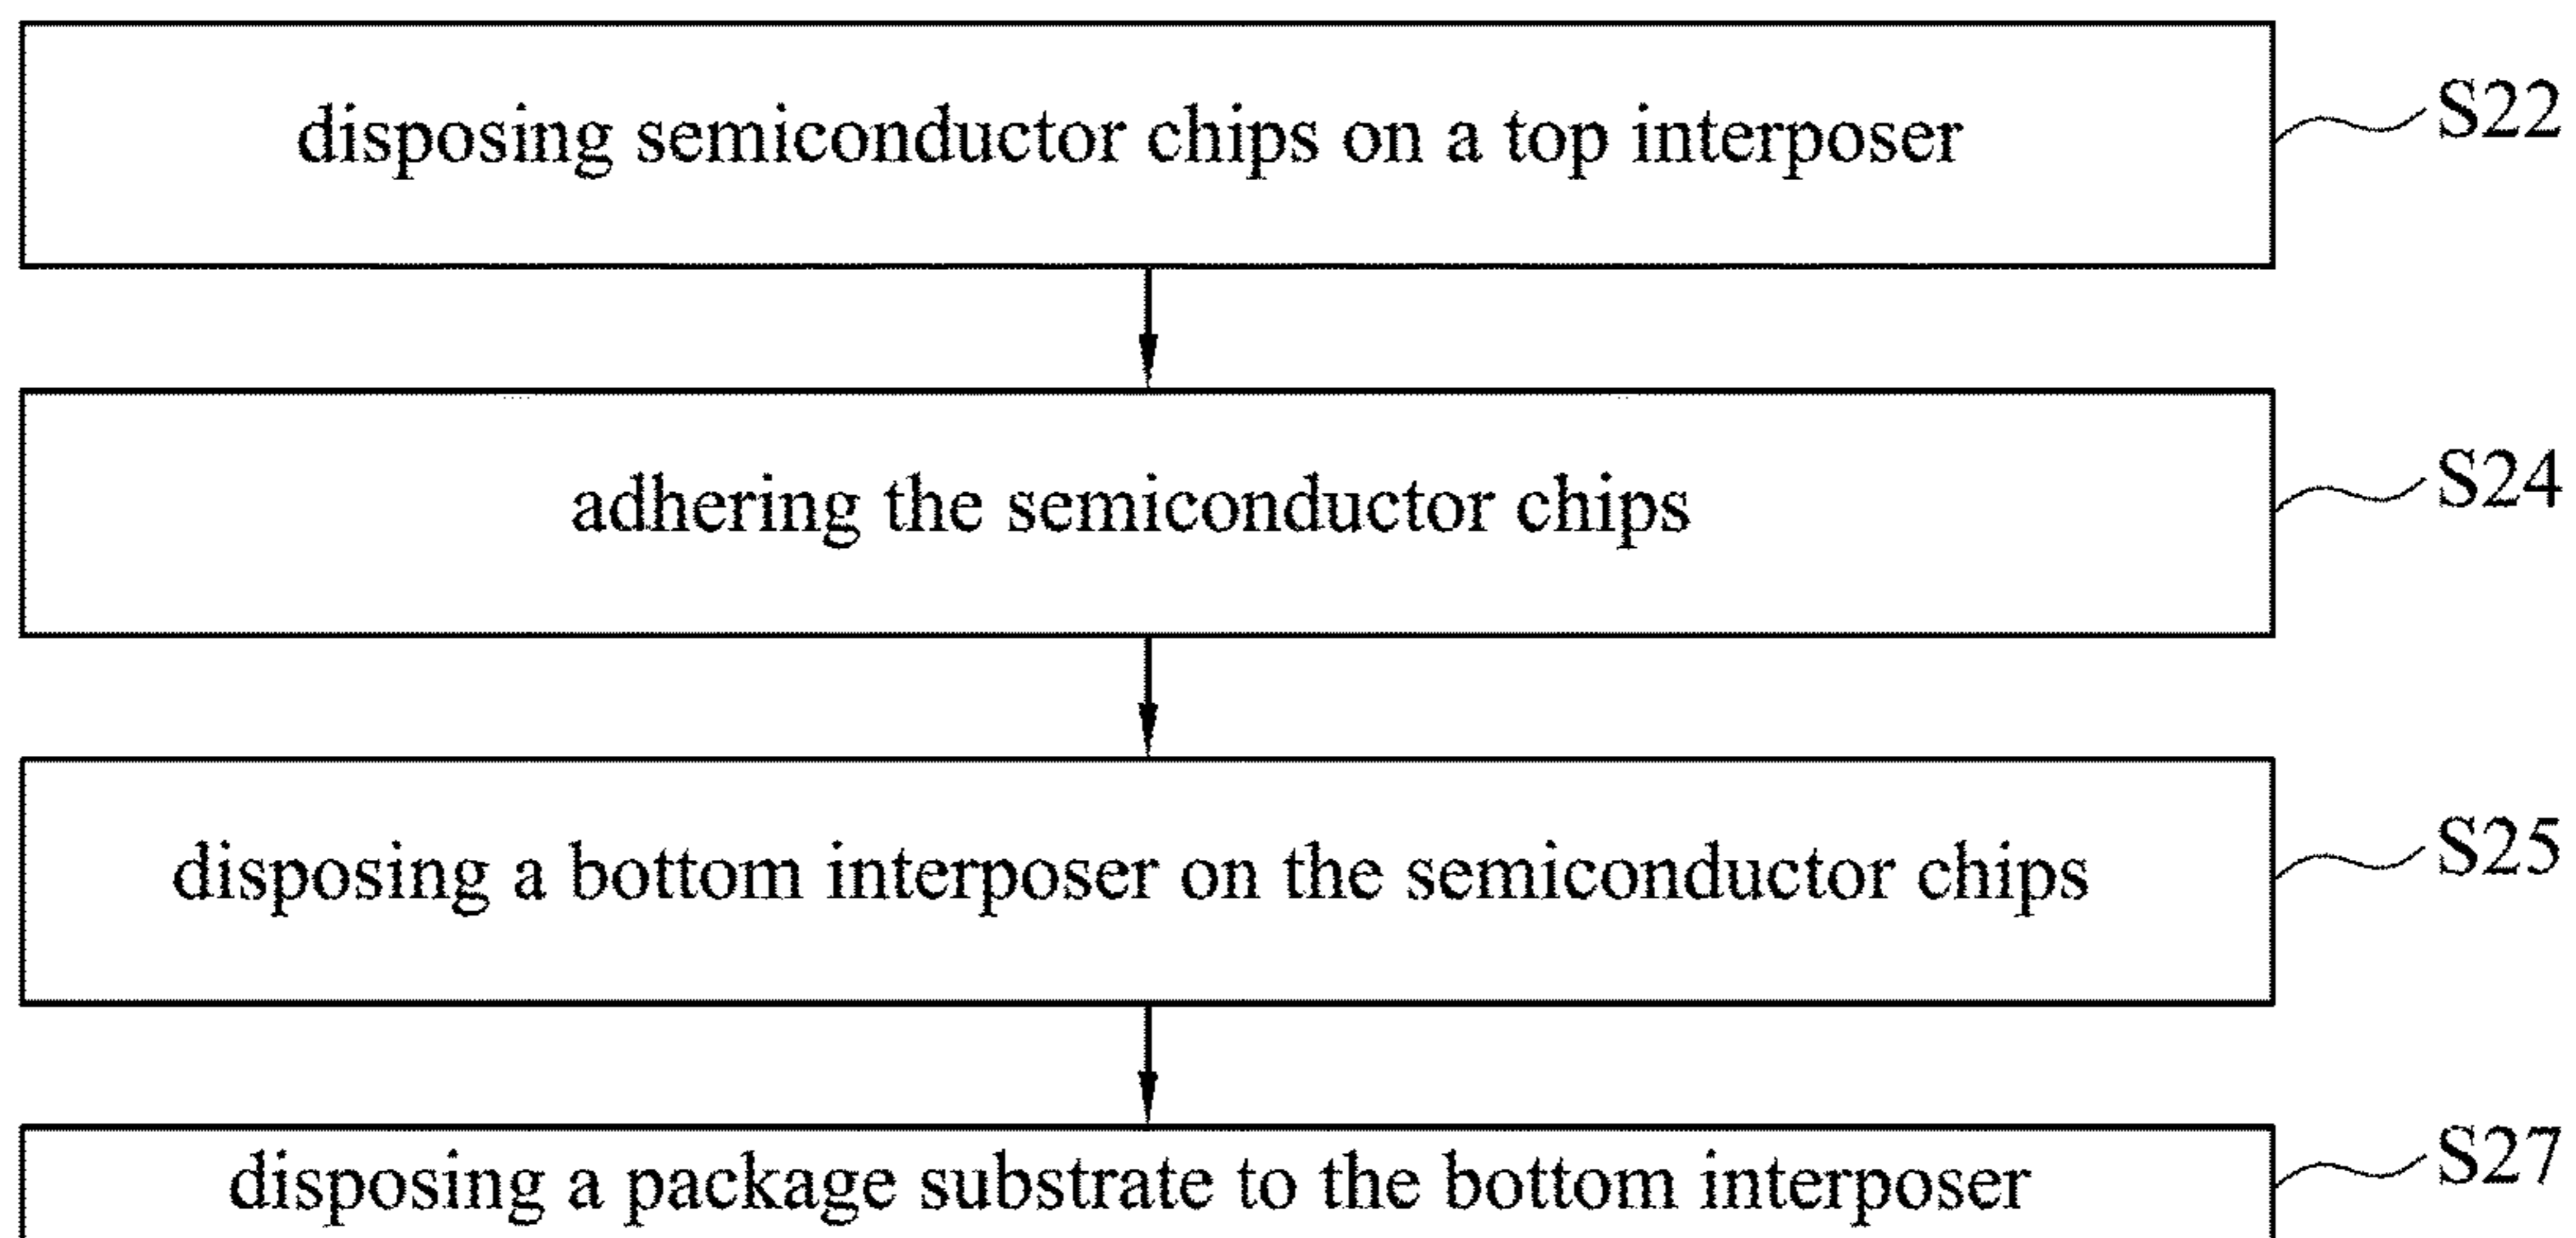 disposing semiconductor chips on a top interposer
S22
adhering the semiconductor chips
S24
disposing a bottom interposer on the semiconductor chips
S25
disposing a package substrate to the bottom interposer
S27